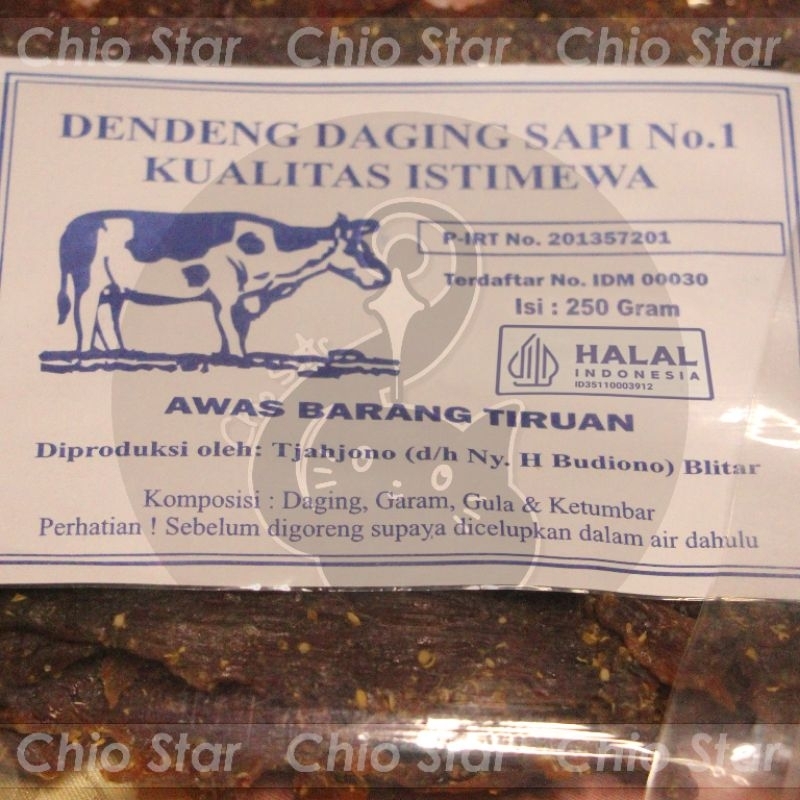 Chio Star Chio Star Chio Star
DENDENG DAGING SAPI No.1
KUALITAS ISTIMEWA
P-IRT No. 201357201
Terdaftar No. IDM 00030
Isi : 250 Gram
HALAL
INDONESIA
ID35110003912
AWAS BARANG TIRUAN
Diproduksi oleh: Tjahjono (d/h Ny. H Budiono) Blitar
Komposisi : Daging, Garam, Gula & Ketumbar
Perhatian ! Sebelum digoreng supaya dicelupkan dalam air dahulu
Chio Star Chio Star Chio Star